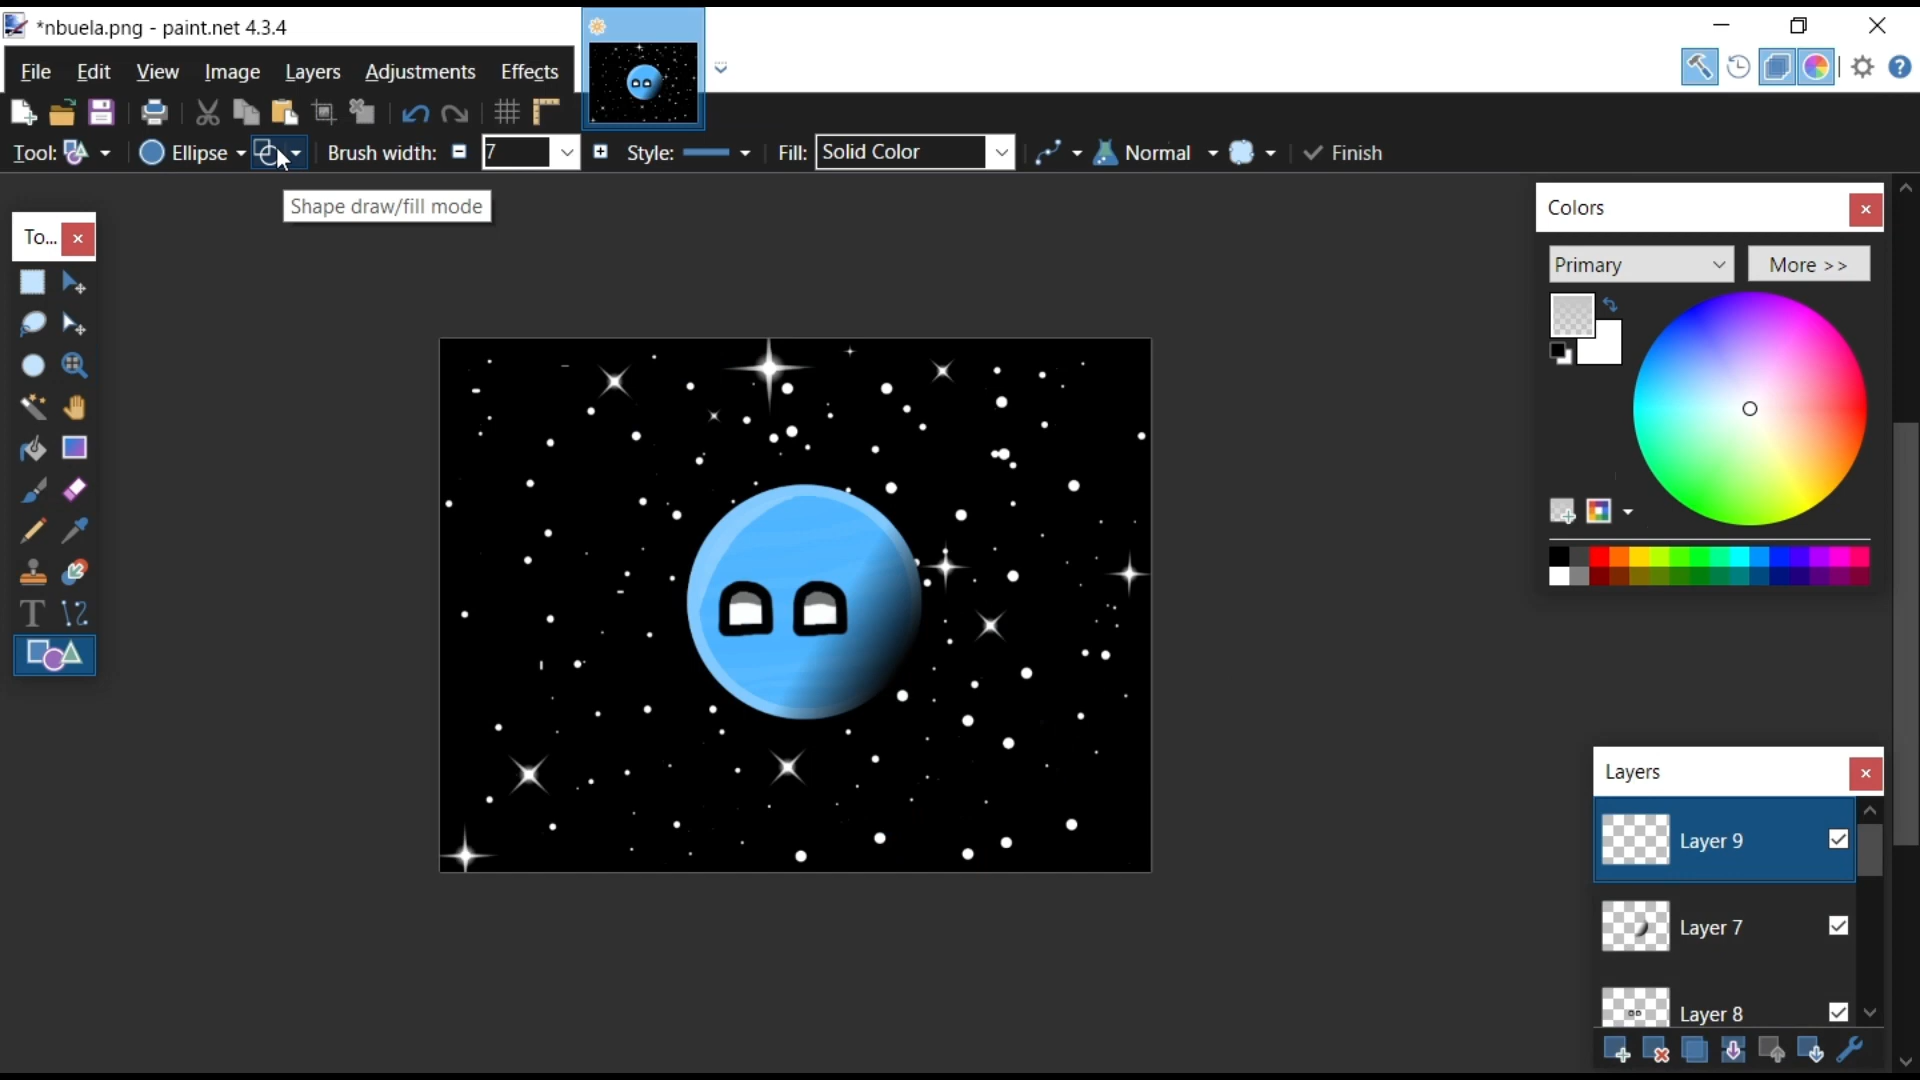 *nbuela.png - paint.net 4.3.4
File Edit View Image Layers Adjustments Effects
Tool: Ellipse Brush width: 7 Style: Fill: Solid Color Normal Finish
Shape draw/fill mode
To...
Colors
Primary More >>
Layers
Layer 9
Layer 7
Layer 8